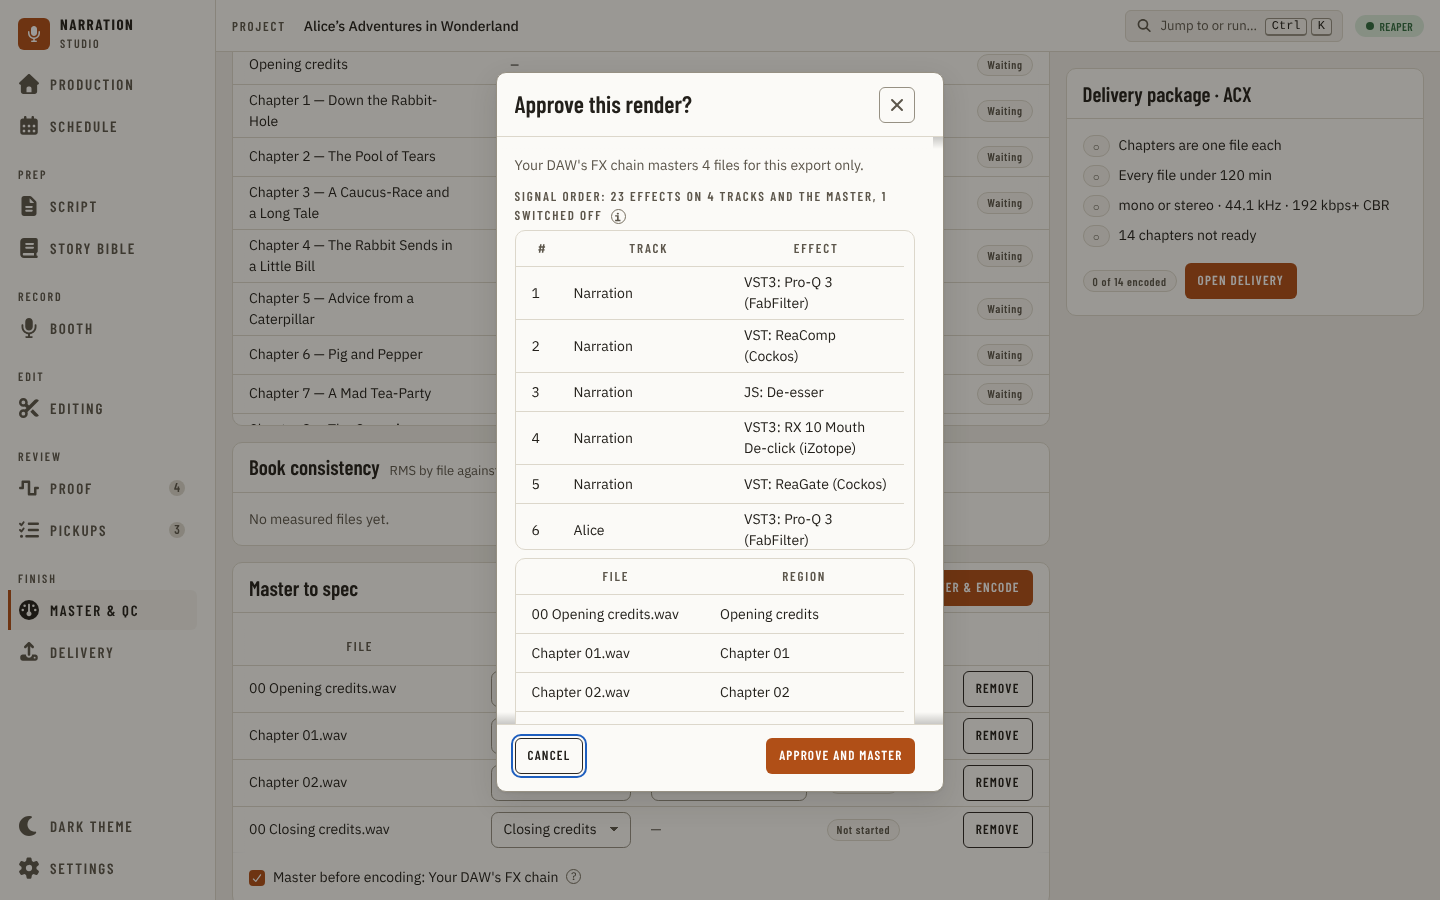 NARRATION
STUDIO
PRODUCTION
SCHEDULE
PREP
SCRIPT
STORY BIBLE
RECORD
BOOTH
EDIT
EDITING
REVIEW
PROOF 4
PICKUPS 3
FINISH
MASTER & QC
DELIVERY
DARK THEME
SETTINGS
PROJECT Alice's Adventures in Wonderland
Jump to or run... Ctrl K
REAPER
Opening credits — Waiting
Chapter 1 — Down the Rabbit-
Hole
Waiting
Chapter 2 — The Pool of Tears Waiting
Chapter 3 — A Caucus-Race and
a Long Tale
Waiting
Chapter 4 — The Rabbit Sends in
a Little Bill
Waiting
Chapter 5 — Advice from a
Caterpillar
Waiting
Chapter 6 — Pig and Pepper Waiting
Chapter 7 — A Mad Tea-Party Waiting
Book consistency RMS by file agains
No measured files yet.
Master to spec
ER & ENCODE
FILE
00 Opening credits.wav REMOVE
Chapter 01.wav REMOVE
Chapter 02.wav REMOVE
00 Closing credits.wav Closing credits — Not started REMOVE
Master before encoding: Your DAW's FX chain ?
Delivery package · ACX
Chapters are one file each
Every file under 120 min
mono or stereo · 44.1 kHz · 192 kbps+ CBR
14 chapters not ready
0 of 14 encoded OPEN DELIVERY
Approve this render?
Your DAW's FX chain masters 4 files for this export only.
SIGNAL ORDER: 23 EFFECTS ON 4 TRACKS AND THE MASTER, 1
SWITCHED OFF i
# TRACK EFFECT
1 Narration VST3: Pro-Q 3
(FabFilter)
2 Narration VST: ReaComp
(Cockos)
3 Narration JS: De-esser
4 Narration VST3: RX 10 Mouth
De-click (iZotope)
5 Narration VST: ReaGate (Cockos)
6 Alice VST3: Pro-Q 3
(FabFilter)
FILE REGION
00 Opening credits.wav Opening credits
Chapter 01.wav Chapter 01
Chapter 02.wav Chapter 02
CANCEL APPROVE AND MASTER